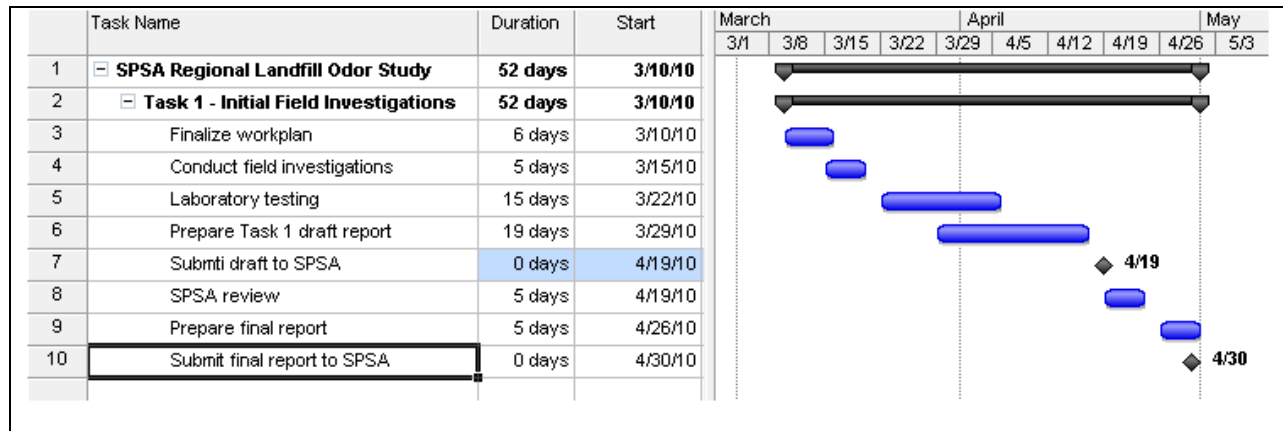 Task Name Duration Start March April May
3/1 3/8 3/15 3/22 3/29 4/5 4/12 4/19 4/26 5/3
1 SPSA Regional Landfill Odor Study 52 days 3/10/10
2 Task 1 - Initial Field Investigations 52 days 3/10/10
3 Finalize workplan 6 days 3/10/10
4 Conduct field investigations 5 days 3/15/10
5 Laboratory testing 15 days 3/22/10
6 Prepare Task 1 draft report 19 days 3/29/10
7 Submti draft to SPSA 0 days 4/19/10 4/19
8 SPSA review 5 days 4/19/10
9 Prepare final report 5 days 4/26/10
10 Submit final report to SPSA 0 days 4/30/10 4/30